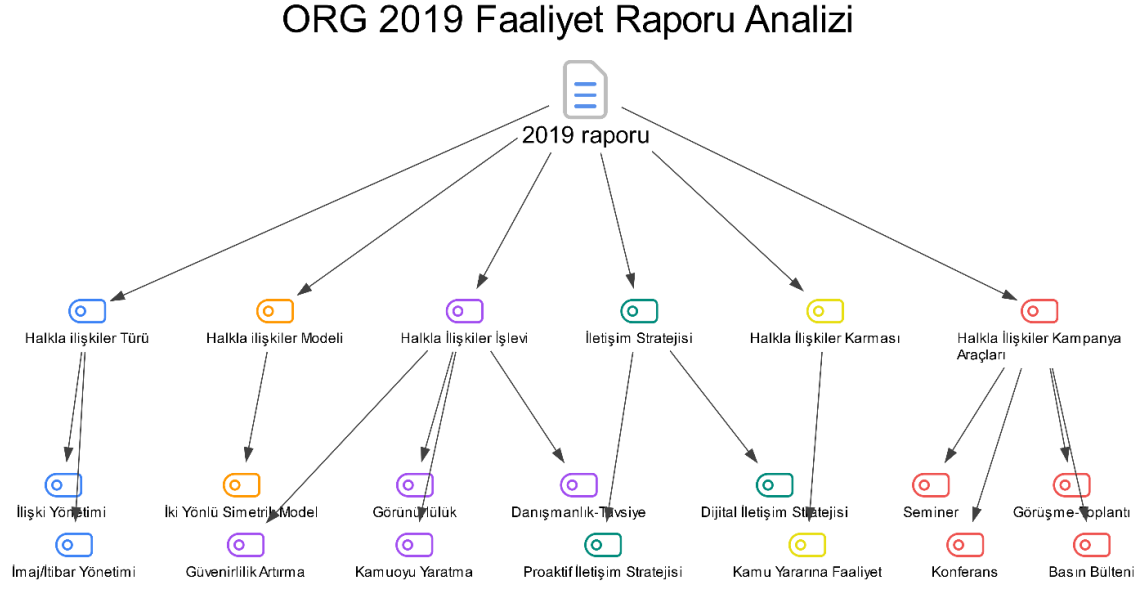 ORG 2019 Faaliyet Raporu Analizi
2019 raporu
Halkla ilişkiler Türü
Halkla ilişkiler Modeli
Halkla İlişkiler İşlevi
İletişim Stratejisi
Halkla İlişkiler Karması
Halkla İlişkiler Kampanya
Araçları
İlişki Yönetimi
İki Yönlü Simetrik Model
Görünürlülük
Danışmanlık-Tavsiye
Dijital İletişim Stratejisi
Seminer
Görüşme-Toplantı
İmaj/İtibar Yönetimi
Güvenirlilik Artırma
Kamuoyu Yaratma
Proaktif İletişim Stratejisi
Kamu Yararına Faaliyet
Konferans
Basın Bülteni